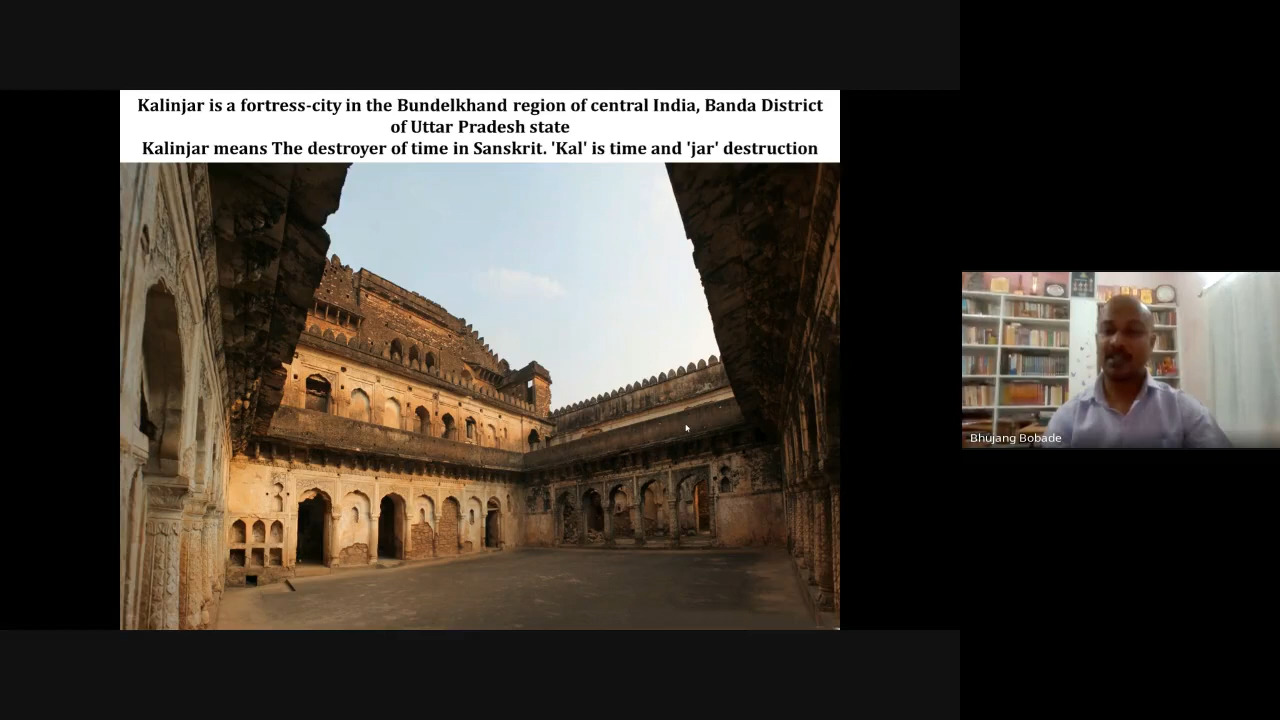 Kalinjar is a fortress-city in the Bundelkhand region of central India, Banda District
of Uttar Pradesh state
Kalinjar means The destroyer of time in Sanskrit. 'Kal' is time and 'jar' destruction
Bhujang Bobade